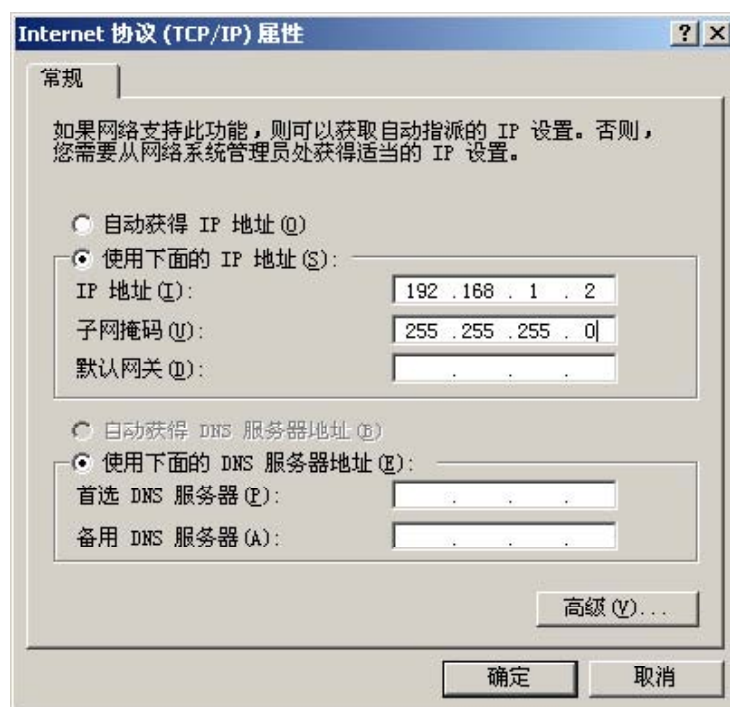 Internet 协议 (TCP/IP) 属性
常规
如果网络支持此功能，则可以获取自动指派的 IP 设置。否则，
您需要从网络系统管理员处获得适当的 IP 设置。
自动获得 IP 地址(O)
使用下面的 IP 地址(S):
IP 地址(I): 192 .168 . 1 . 2
子网掩码(U): 255 .255 .255 . 0
默认网关(D): . . .
自动获得 DNS 服务器地址(B)
使用下面的 DNS 服务器地址(E):
首选 DNS 服务器(P): . . .
备用 DNS 服务器(A): . . .
高级(V)...
确定 取消